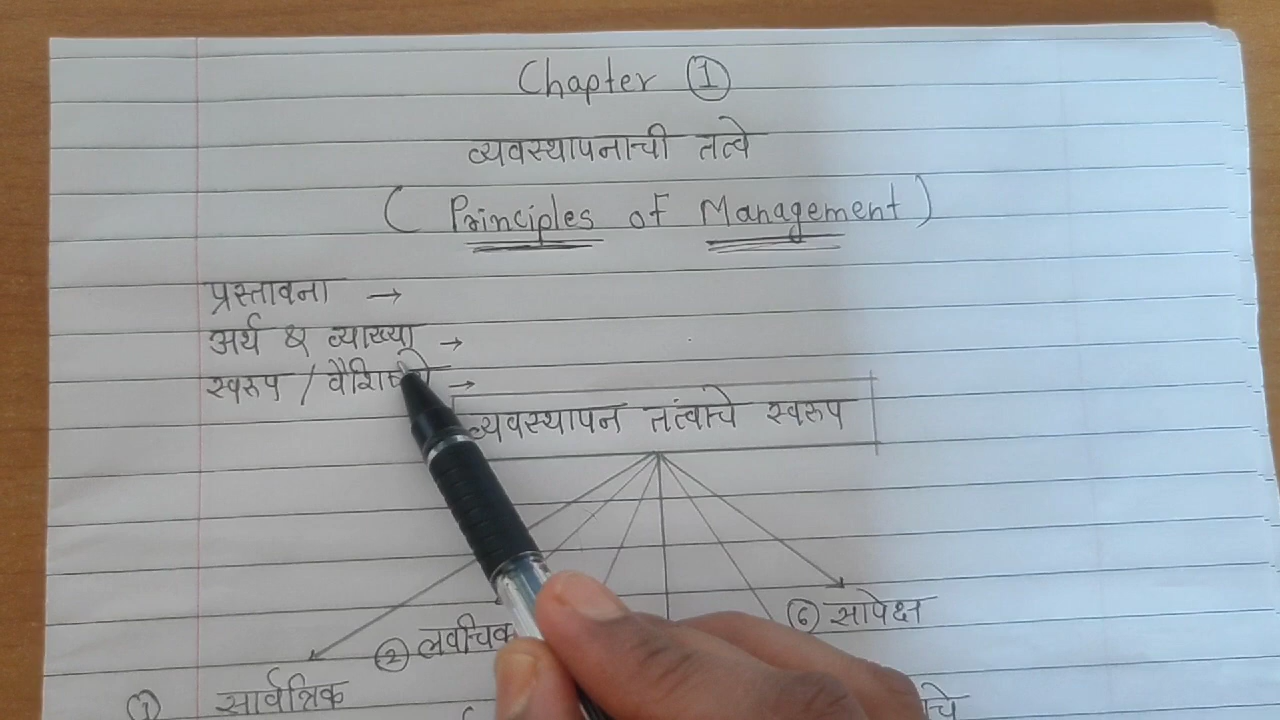 Chapter ①
व्यवस्थापनाची तत्वे
( Principles of Management )
प्रस्तावना →
अर्थ & व्याख्या →
स्वरूप / →
व्यवस्थापन तत्वांचे स्वरूप
⑥ सापेक्ष
② लवचिक
① सार्वत्रिक